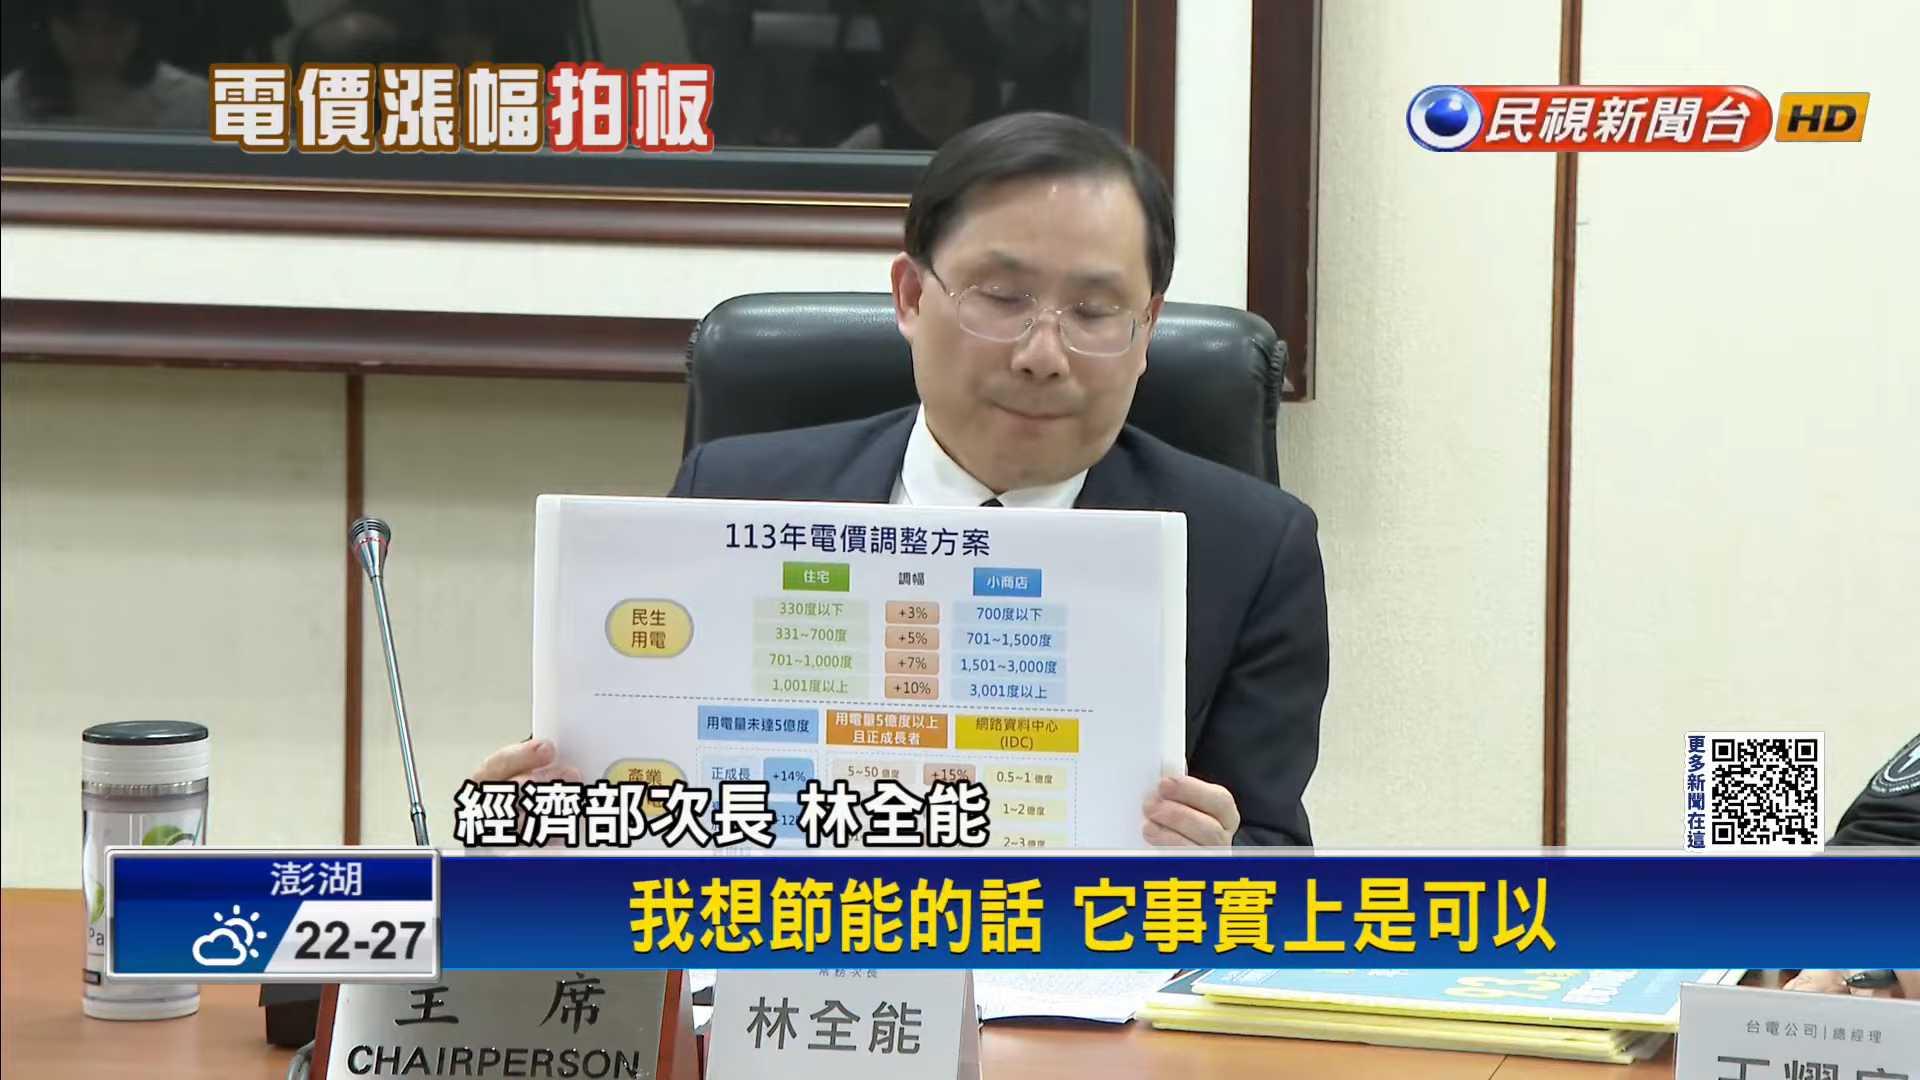 電價漲幅拍板
民視新聞台 HD
113年電價調整方案
住宅 調幅 小商店
民生用電
330度以下 +3% 700度以下
331~700度 +5% 701~1,500度
701~1,000度 +7% 1,501~3,000度
1,001度以上 +10% 3,001度以上
用電量未達5億度
用電量5億度以上且正成長者
網路資料中心(IDC)
產業
正成長 +14% 5~50億度 +15% 0.5~1億度
1~2億度
2~3億度
經濟部次長 林全能
更多新聞在這
澎湖
22-27
我想節能的話 它事實上是可以
主席
CHAIRPERSON
常務次長
林全能
台電公司|總經理